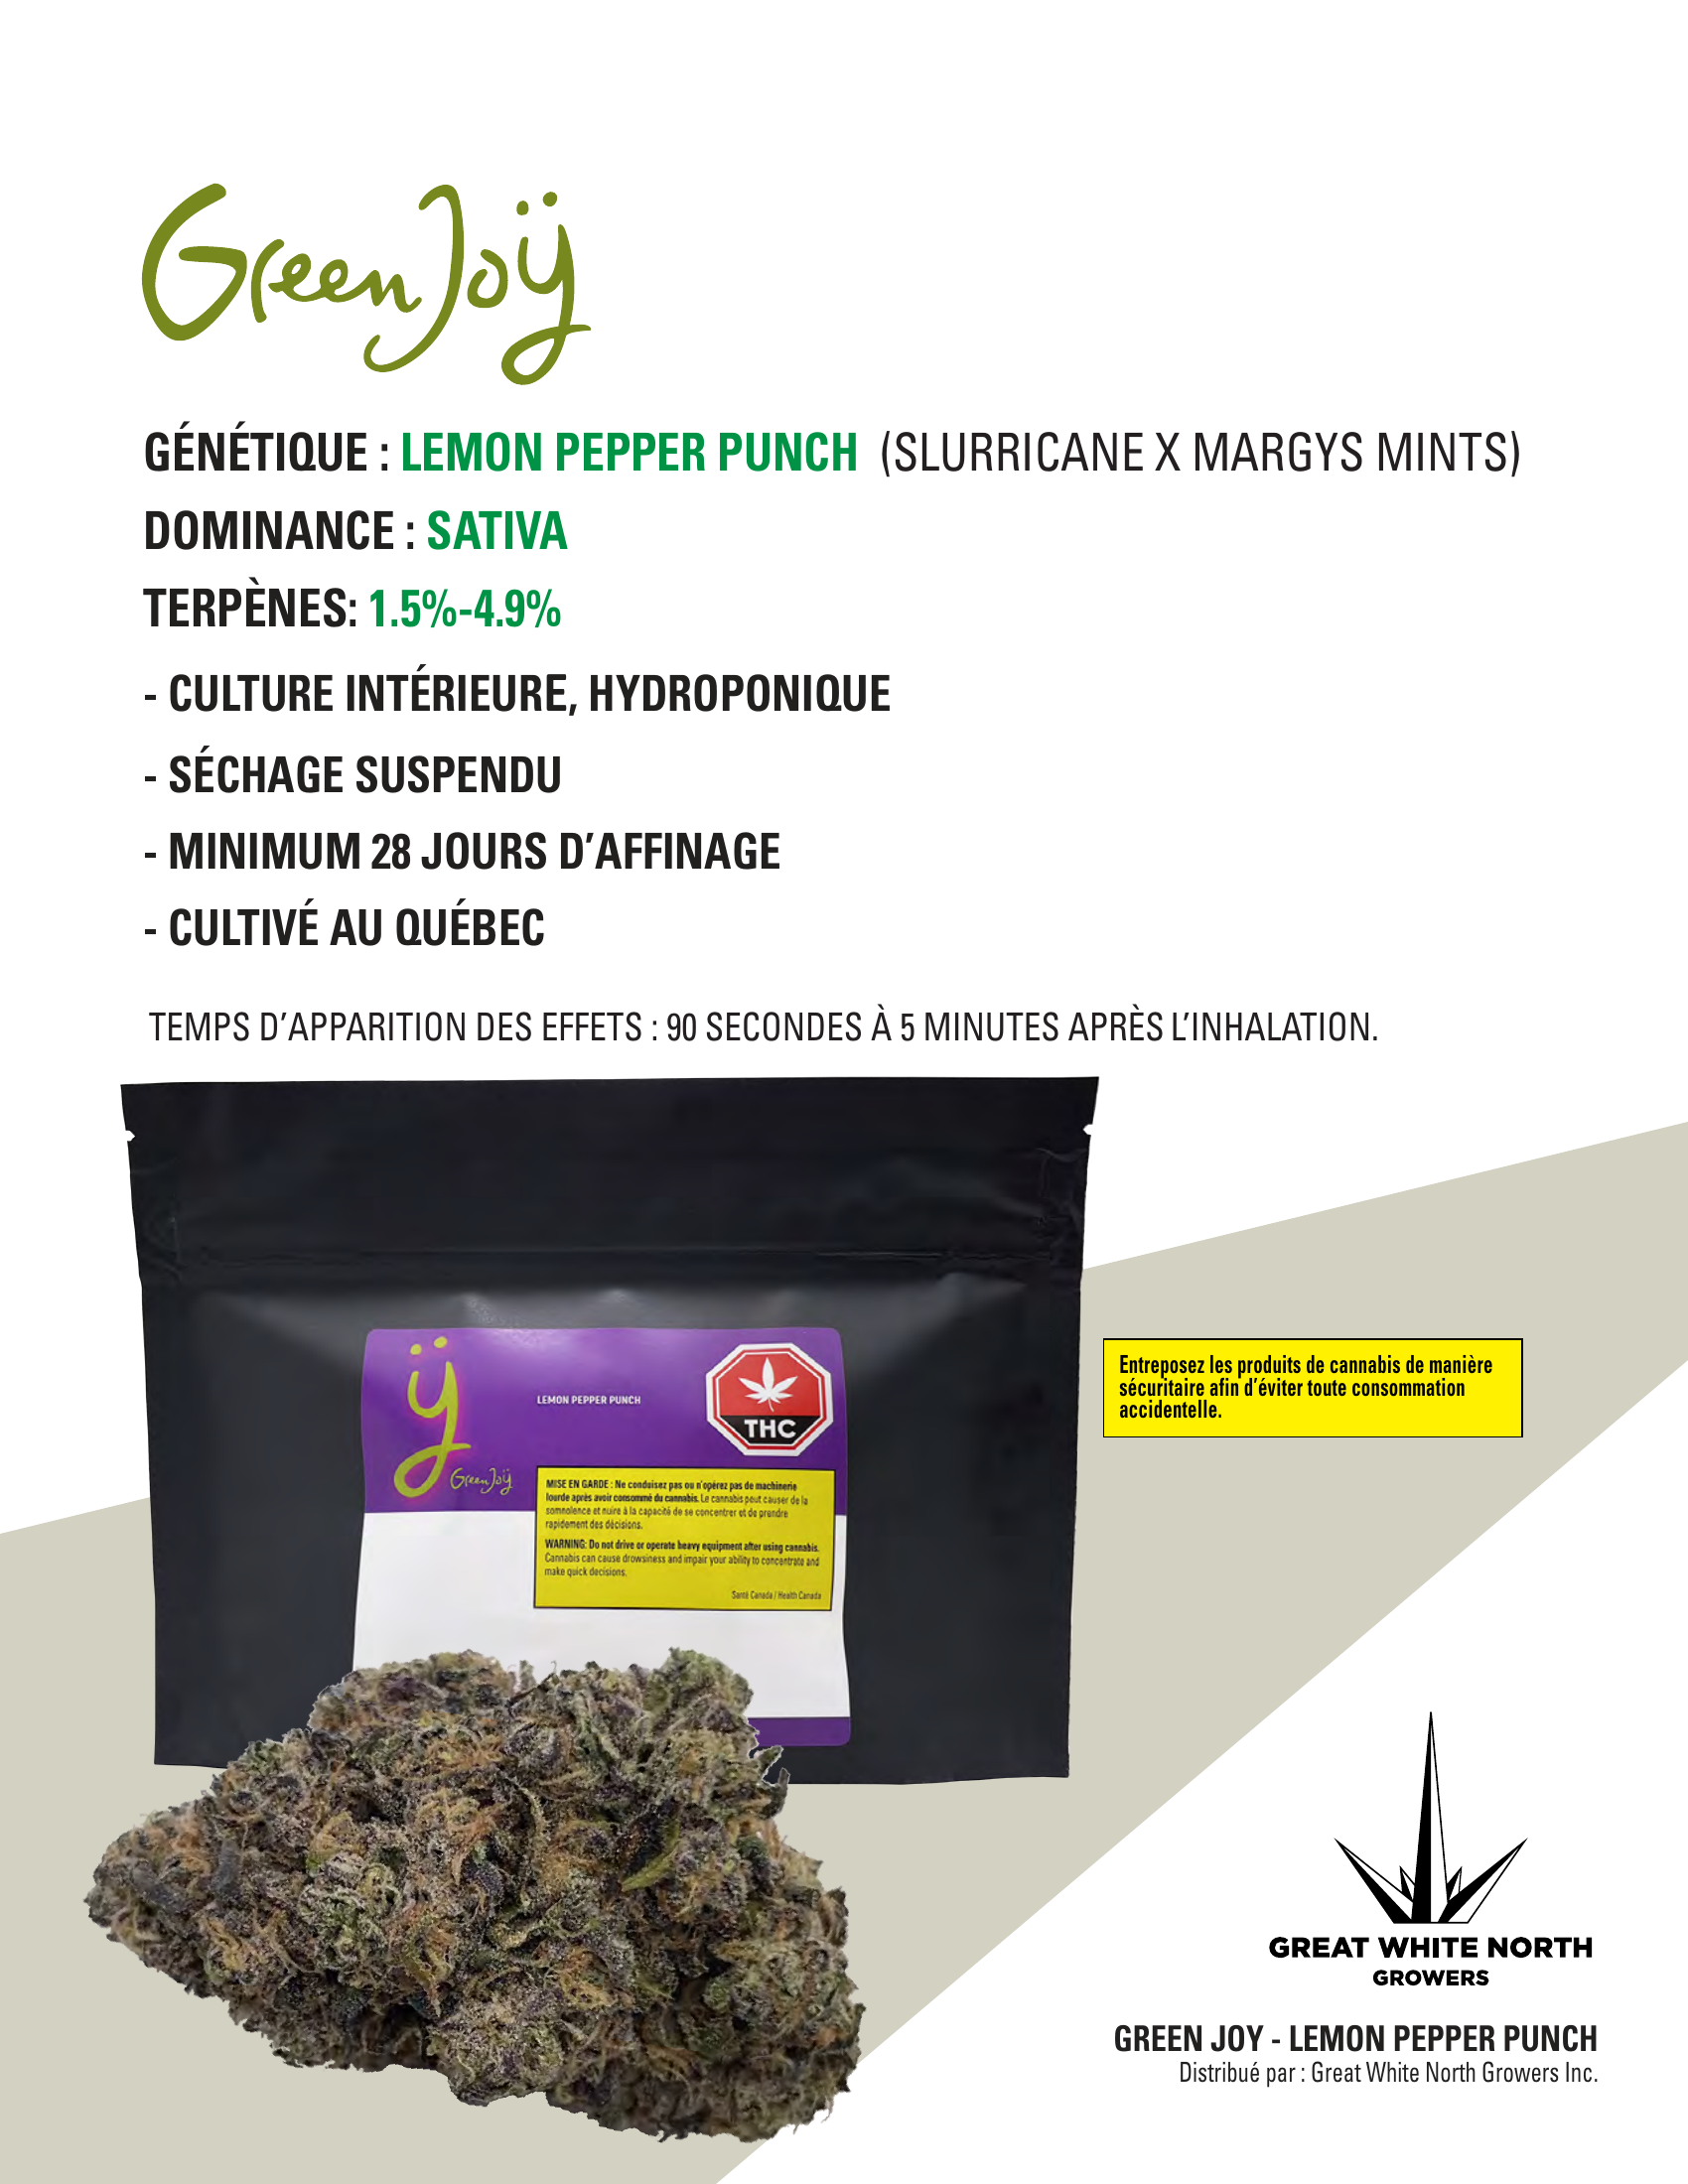 Green Joÿ
GÉNÉTIQUE : LEMON PEPPER PUNCH (SLURRICANE X MARGYS MINTS)
DOMINANCE : SATIVA
TERPÈNES: 1.5%-4.9%
- CULTURE INTÉRIEURE, HYDROPONIQUE
- SÉCHAGE SUSPENDU
- MINIMUM 28 JOURS D’AFFINAGE
- CULTIVÉ AU QUÉBEC
TEMPS D’APPARITION DES EFFETS : 90 SECONDES À 5 MINUTES APRÈS L’INHALATION.
ÿ
Green Joÿ
LEMON PEPPER PUNCH
THC
MISE EN GARDE : Ne conduisez pas ou n'opérez pas de machinerie
lourde après avoir consommé du cannabis. Le cannabis peut causer de la
somnolence et nuire à la capacité de se concentrer et de prendre
rapidement des décisions.
WARNING: Do not drive or operate heavy equipment after using cannabis.
Cannabis can cause drowsiness and impair your ability to concentrate and
make quick decisions.
Santé Canada / Health Canada
Entreposez les produits de cannabis de manière
sécuritaire afin d’éviter toute consommation
accidentelle.
GREAT WHITE NORTH
GROWERS
GREEN JOY - LEMON PEPPER PUNCH
Distribué par : Great White North Growers Inc.